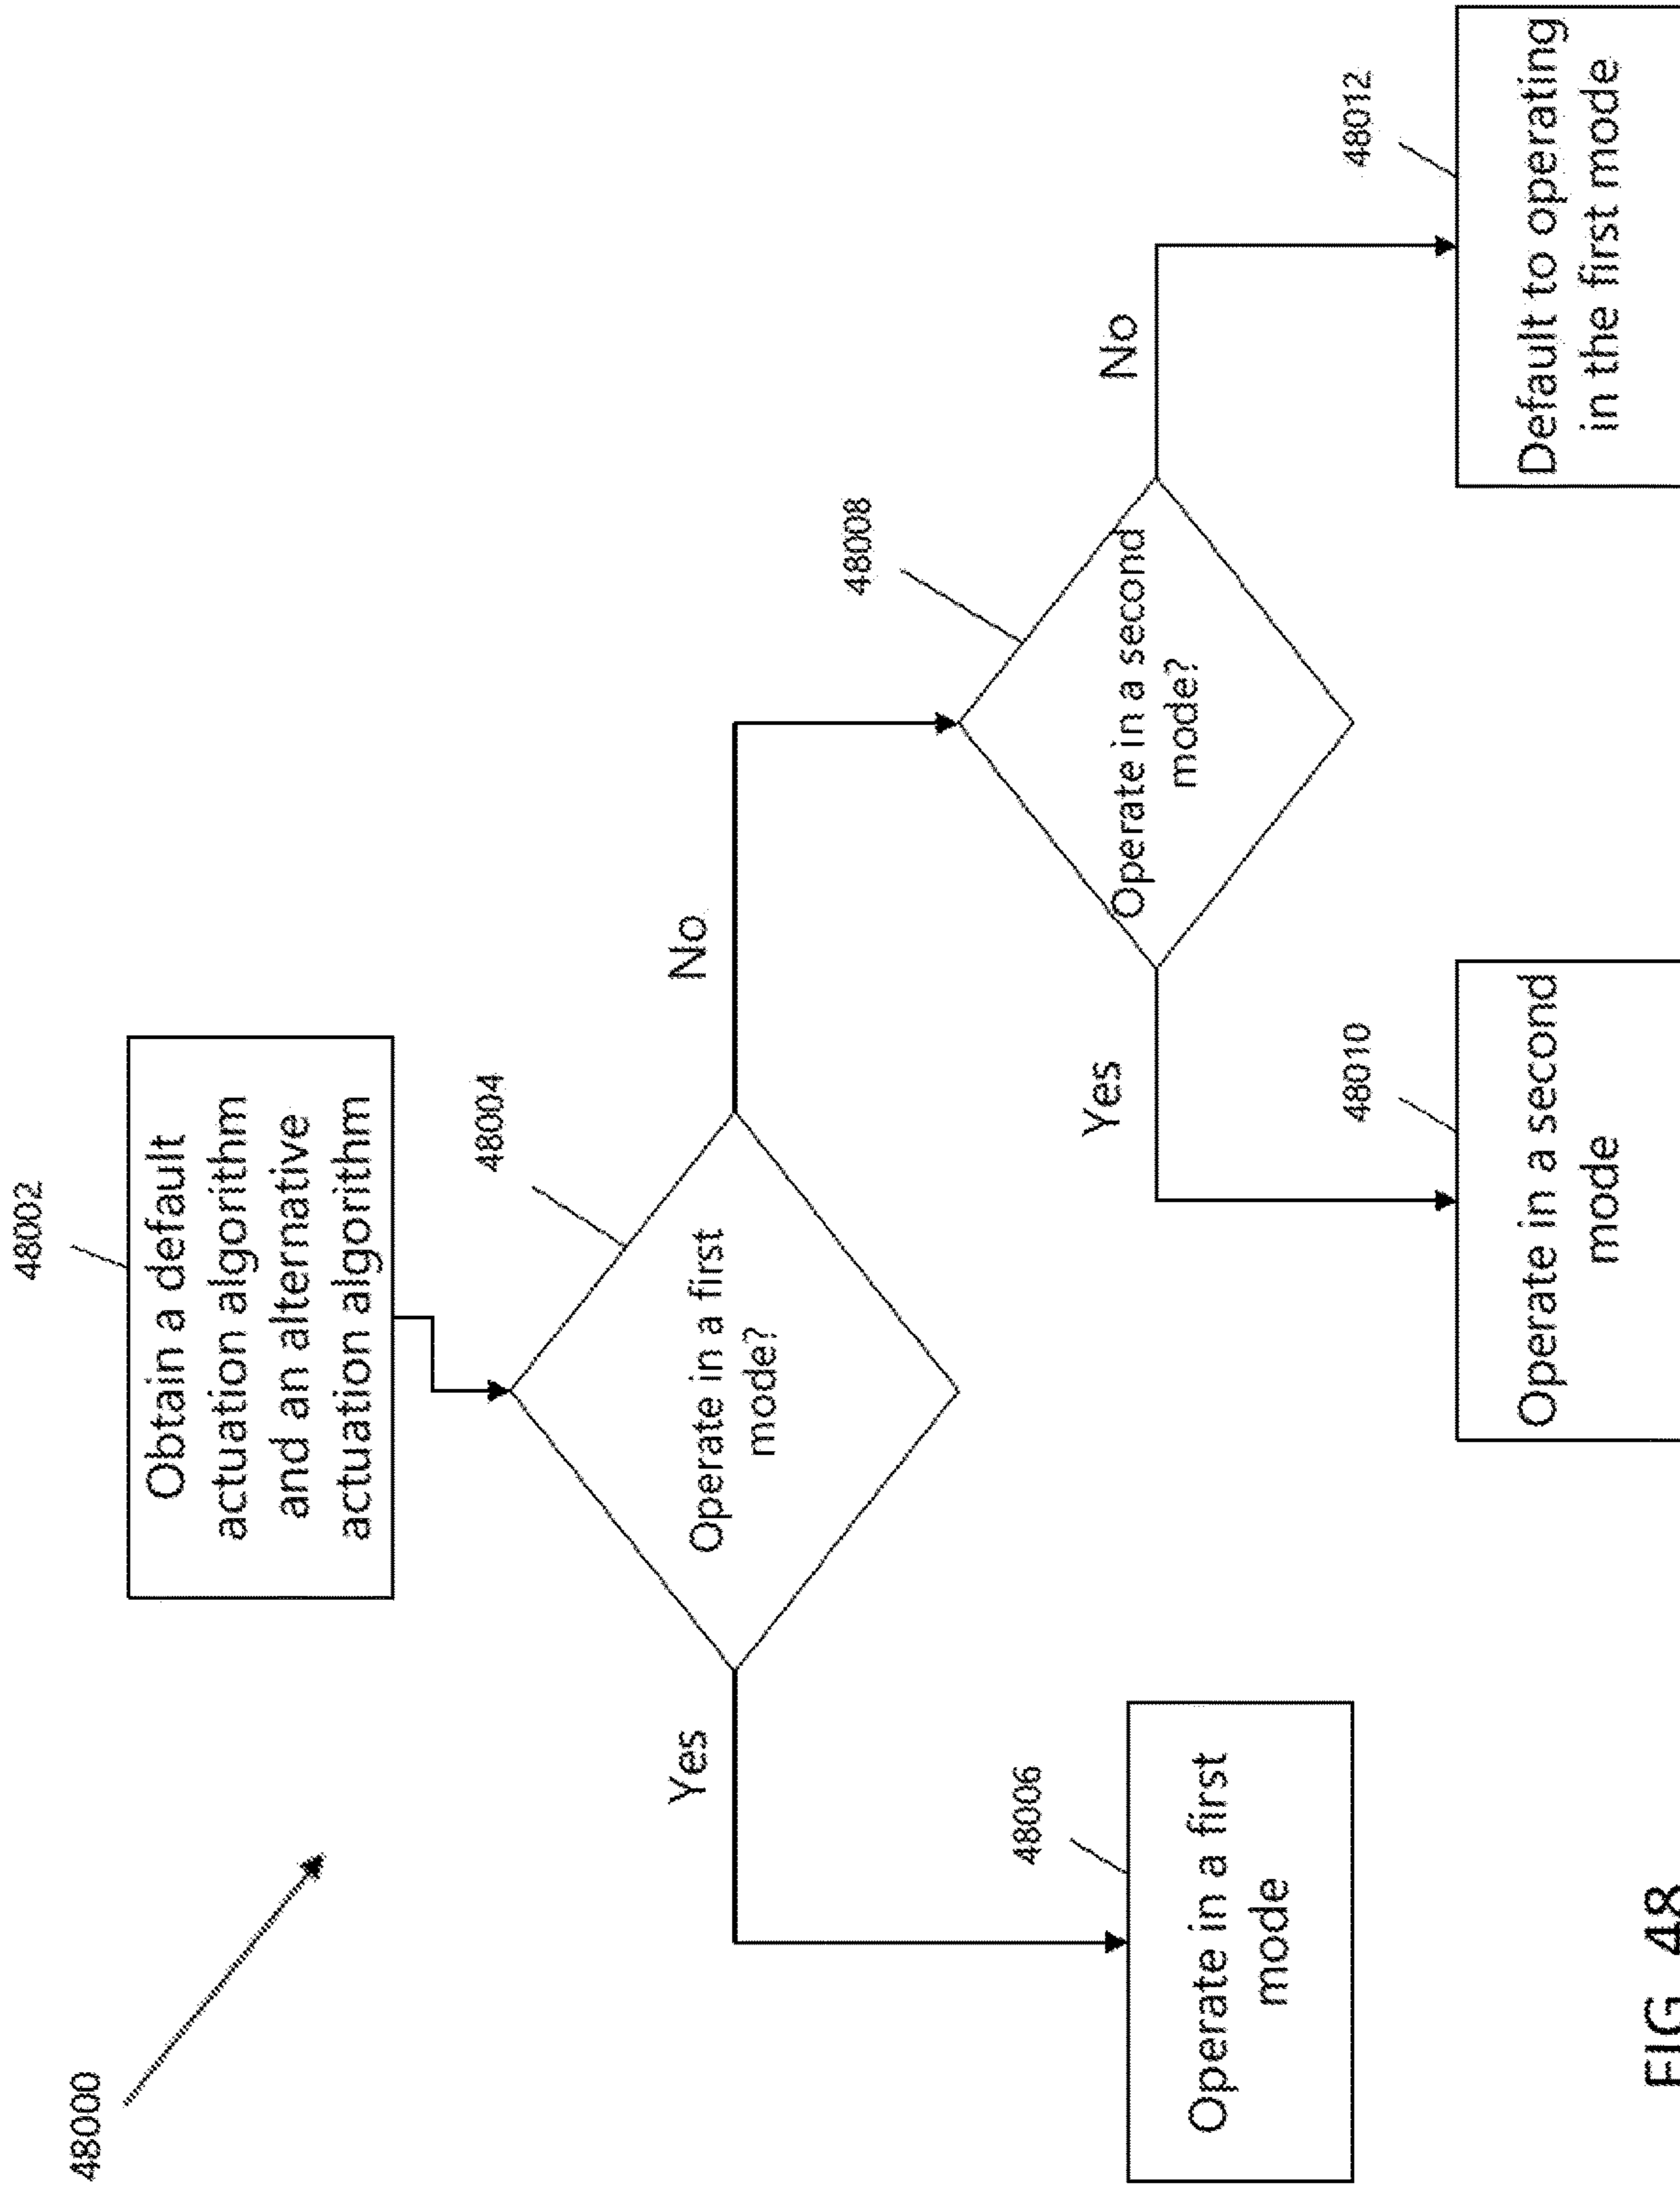 48000
48002
Obtain a default
actuation algorithm
and an alternative
actuation algorithm
48004
Operate in a first
mode?
Yes
No
48006
Operate in a first
mode
48008
Operate in a second
mode?
Yes
No
48010
Operate in a second
mode
48012
Default to operating
in the first mode
FIG. 48